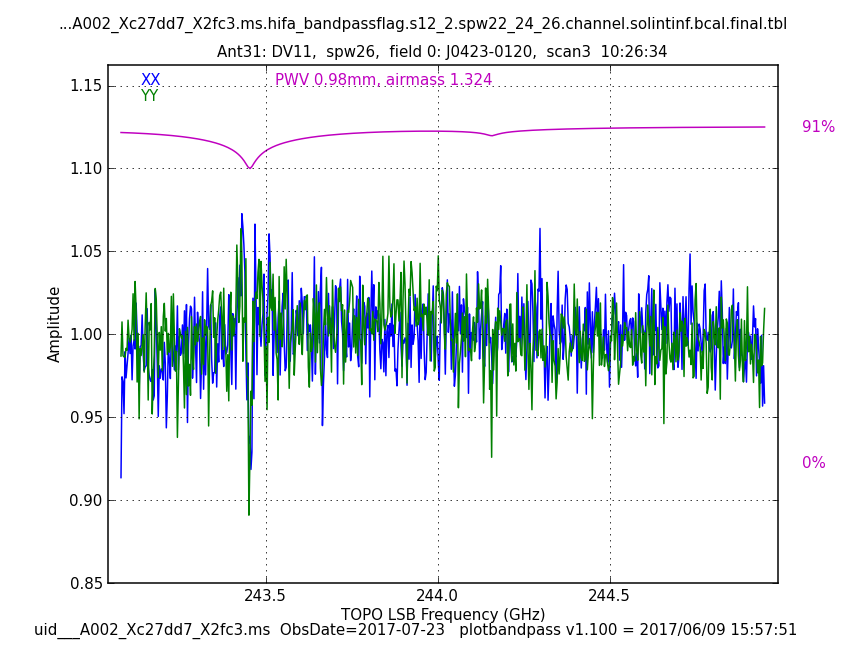 ...A002_Xc27dd7_X2fc3.ms.hifa_bandpassflag.s12_2.spw22_24_26.channel.solintinf.bcal.final.tbl
Ant31: DV11,  spw26,  field 0: J0423-0120,  scan3  10:26:34
XX
YY
PWV 0.98mm, airmass 1.324
91%
0%
1.15
1.10
1.05
1.00
0.95
0.90
0.85
Amplitude
243.5
244.0
244.5
TOPO LSB Frequency (GHz)
uid___A002_Xc27dd7_X2fc3.ms  ObsDate=2017-07-23   plotbandpass v1.100 = 2017/06/09 15:57:51